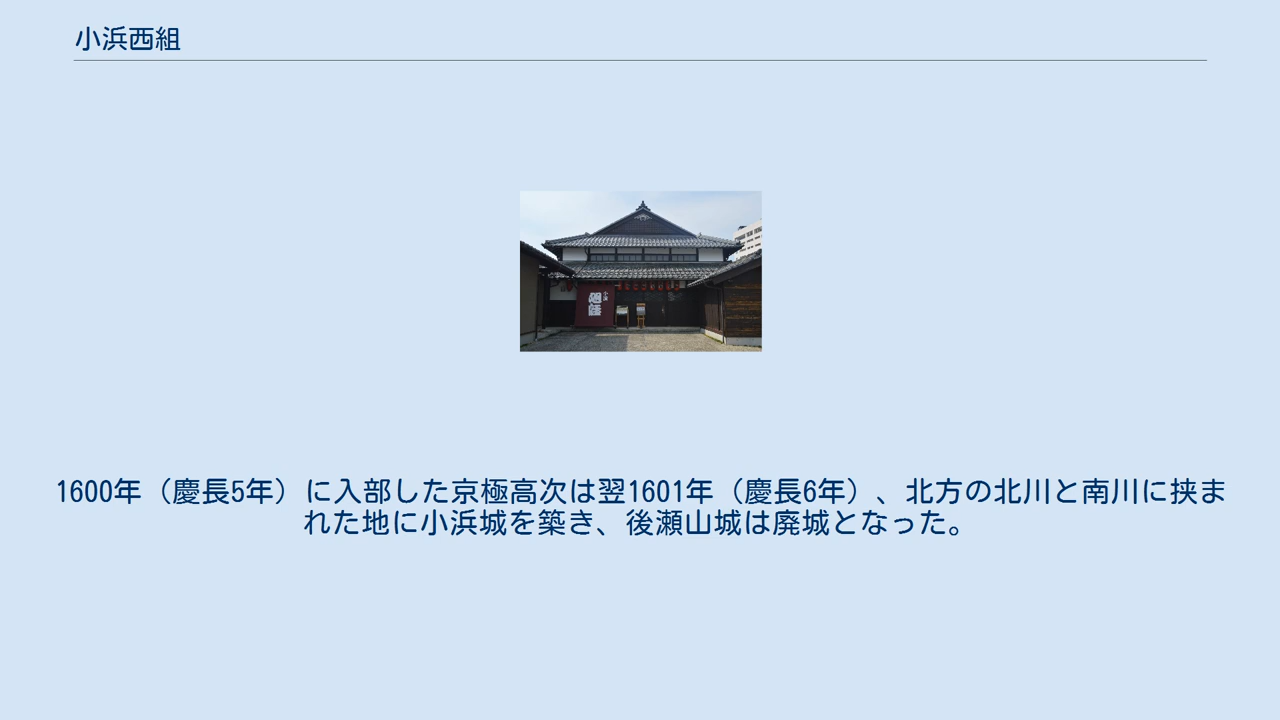 小浜西組
1600年（慶長5年）に入部した京極高次は翌1601年（慶長6年）、北方の北川と南川に挟ま
れた地に小浜城を築き、後瀬山城は廃城となった。